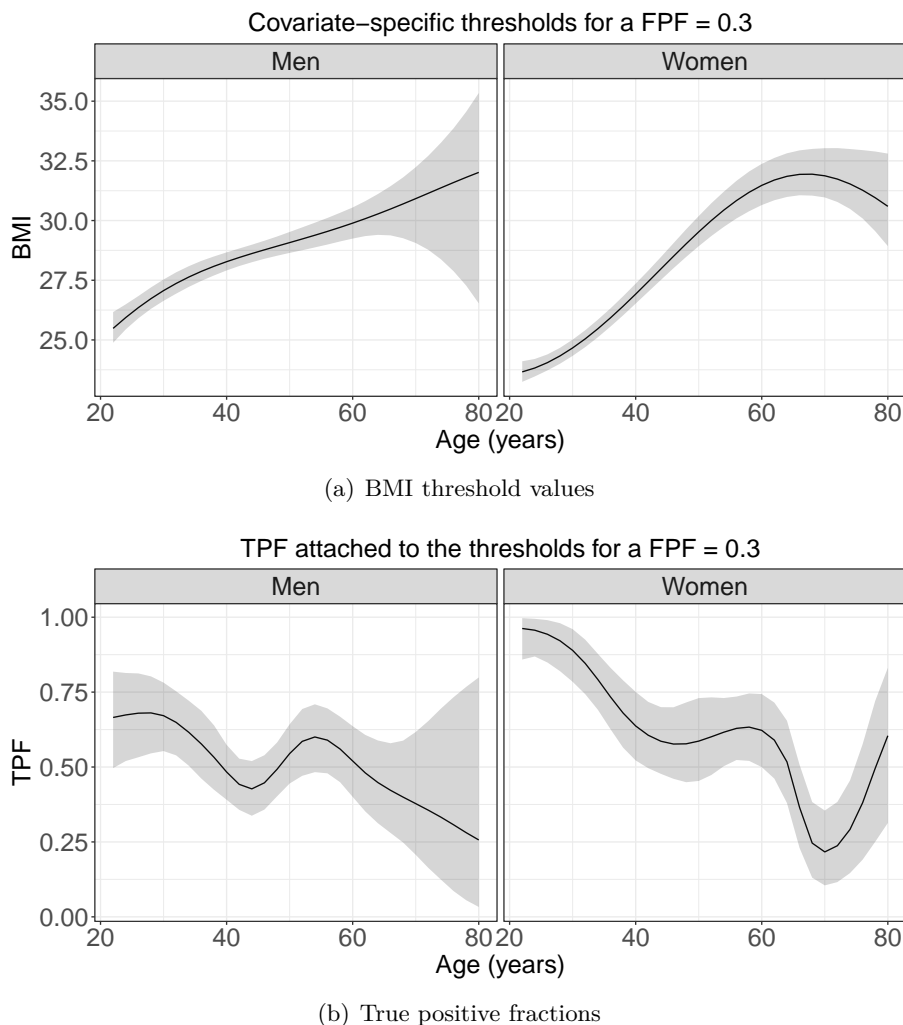 Covariate−specific thresholds for a FPF = 0.3
Men Women
35.0
32.5
30.0
27.5
25.0
BMI
20 40 60 80 20 40 60 80
Age (years)
(a) BMI threshold values
TPF attached to the thresholds for a FPF = 0.3
Men Women
1.00
0.75
0.50
0.25
0.00
TPF
20 40 60 80 20 40 60 80
Age (years)
(b) True positive fractions